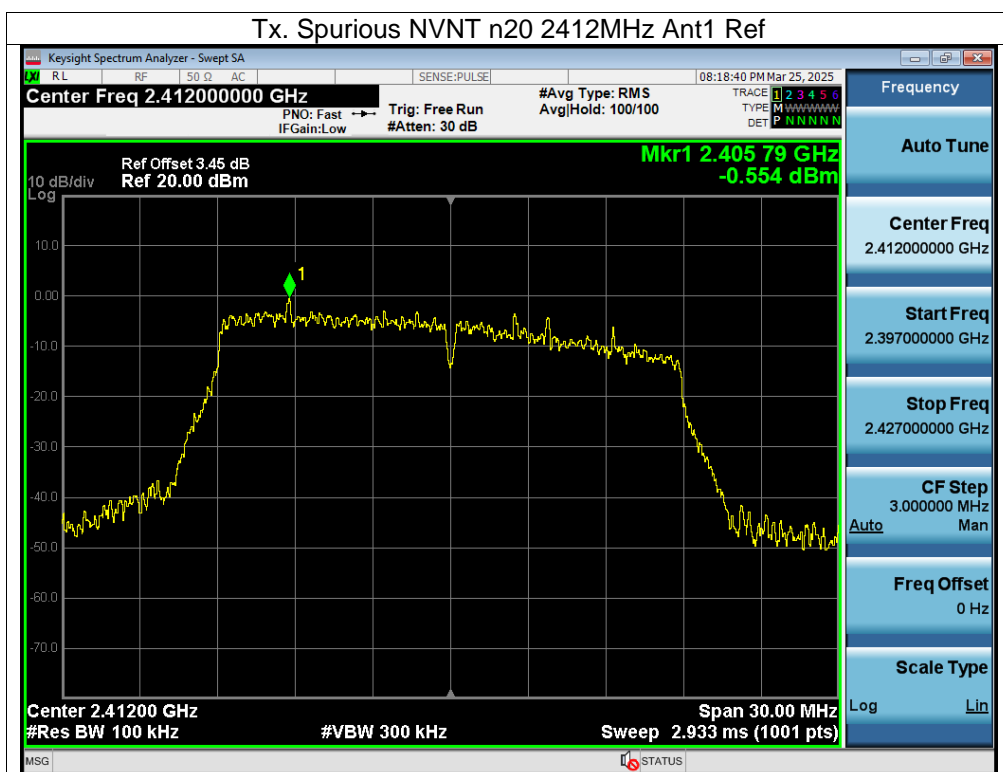 Tx. Spurious NVNT n20 2412MHz Ant1 Ref
Keysight Spectrum Analyzer - Swept SA
LXI RL RF 50 Ω AC SENSE:PULSE 08:18:40 PM Mar 25, 2025
Center Freq 2.412000000 GHz
PNO: Fast
IFGain:Low
Trig: Free Run
#Atten: 30 dB
#Avg Type: RMS
Avg|Hold: 100/100
TRACE 1 2 3 4 5 6
TYPE M WWWWW
DET P N N N N N
Mkr1 2.405 79 GHz
-0.554 dBm
Ref Offset 3.45 dB
10 dB/div Ref 20.00 dBm
Log
10.0
0.00
-10.0
-20.0
-30.0
-40.0
-50.0
-60.0
-70.0
1
Center 2.41200 GHz Span 30.00 MHz
#Res BW 100 kHz #VBW 300 kHz Sweep 2.933 ms (1001 pts)
MSG STATUS
Frequency
Auto Tune
Center Freq
2.412000000 GHz
Start Freq
2.397000000 GHz
Stop Freq
2.427000000 GHz
CF Step
3.000000 MHz
Auto Man
Freq Offset
0 Hz
Scale Type
Log Lin